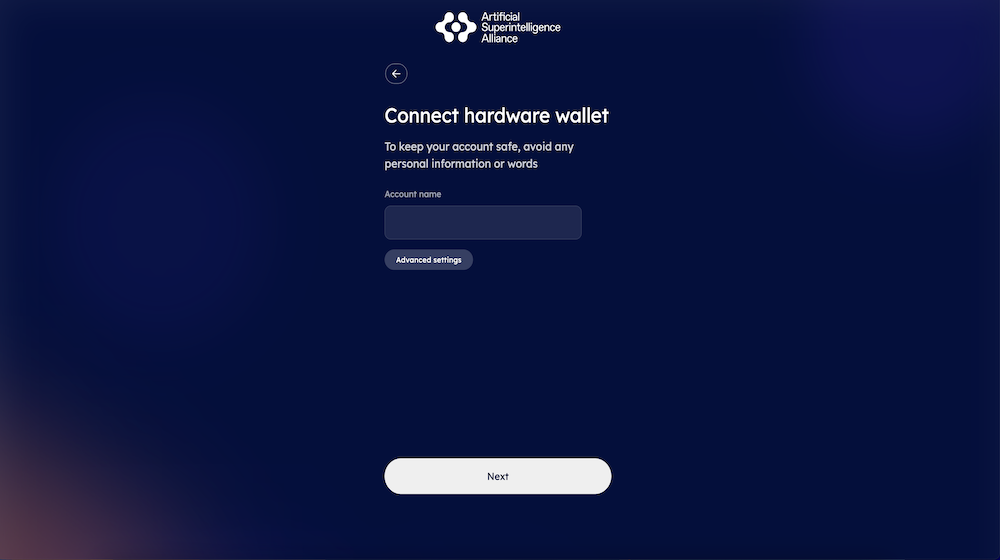 Artificial
Superintelligence
Alliance
Connect hardware wallet
To keep your account safe, avoid any
personal information or words
Account name
Advanced settings
Next